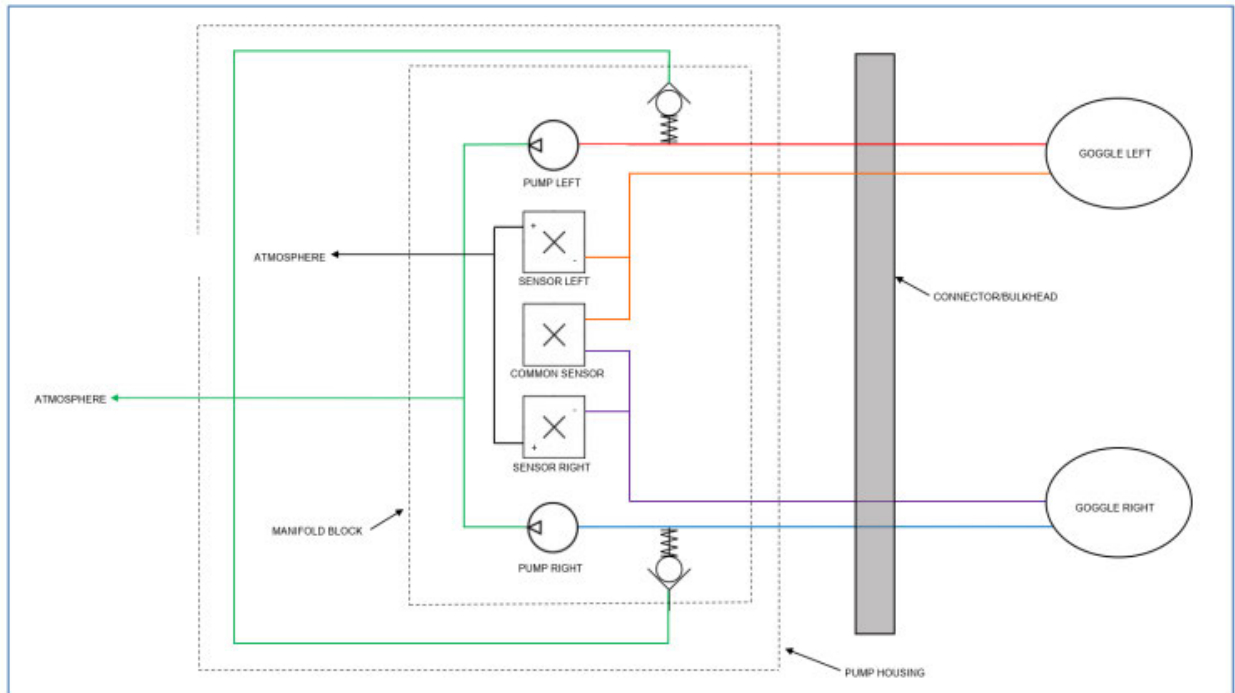 GOGGLE LEFT
PUMP LEFT
+
-
ATMOSPHERE
SENSOR LEFT
CONNECTOR/BULKHEAD
COMMON SENSOR
ATMOSPHERE
-
+
SENSOR RIGHT
GOGGLE RIGHT
MANIFOLD BLOCK
PUMP RIGHT
PUMP HOUSING